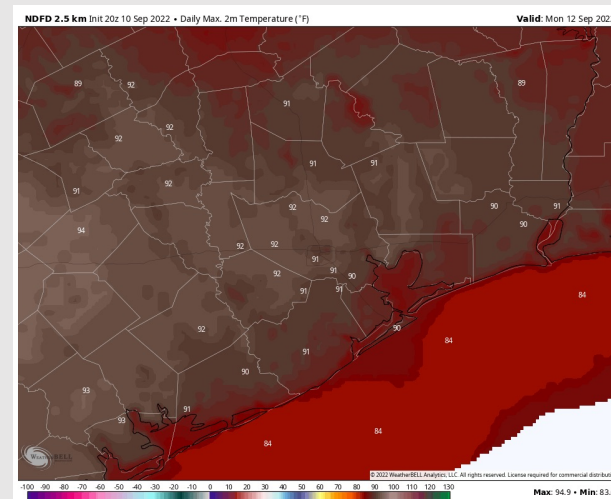 NDFD 2.5 km Init 20z 10 Sep 2022 • Daily Max. 2m Temperature (°F) Valid: Mon 12 Sep 202
89 92 91 89
92 92
91 91
92
91
92 90 91
92 90
94
92 92
91
92 91 90
91 91
84
92 90
84
91
90
93
91
93
84
84
WeatherBELL
© 2022 WeatherBELL Analytics, LLC. All rights reserved. License required for commercial distribut
-100 -90 -80 -70 -60 -50 -40 -30 -20 -10 0 10 20 30 40 50 60 70 80 90 100 110 120 130
Max: 94.9 • Min: 83.